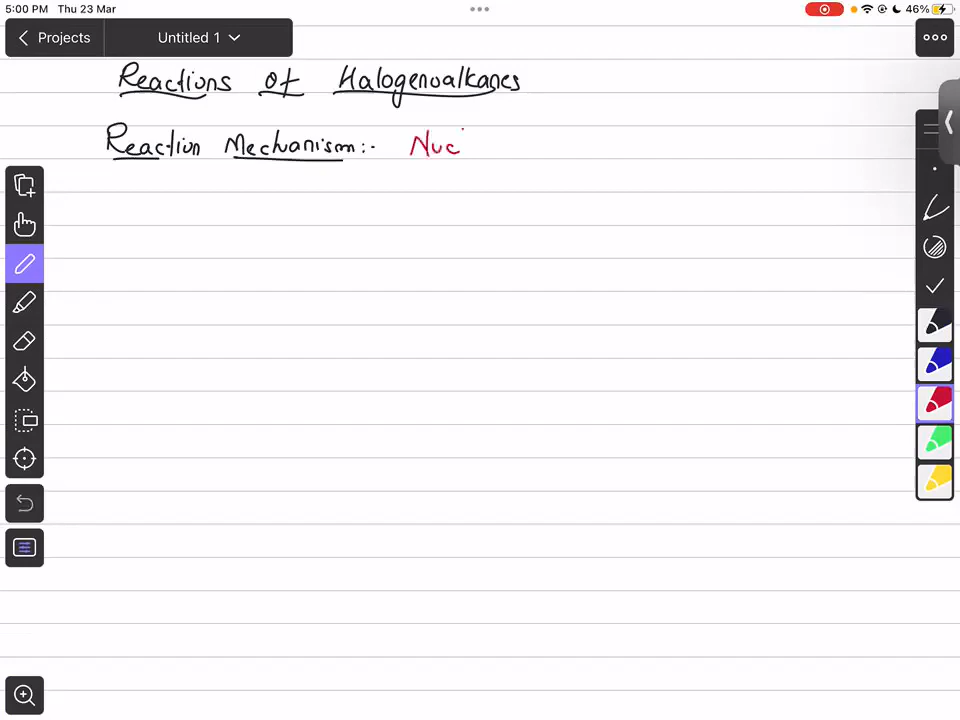 5:00 PM Thu 23 Mar 46%
Projects Untitled 1
Reactions of Halogenoalkanes
Reaction Mechanism:- Nuc